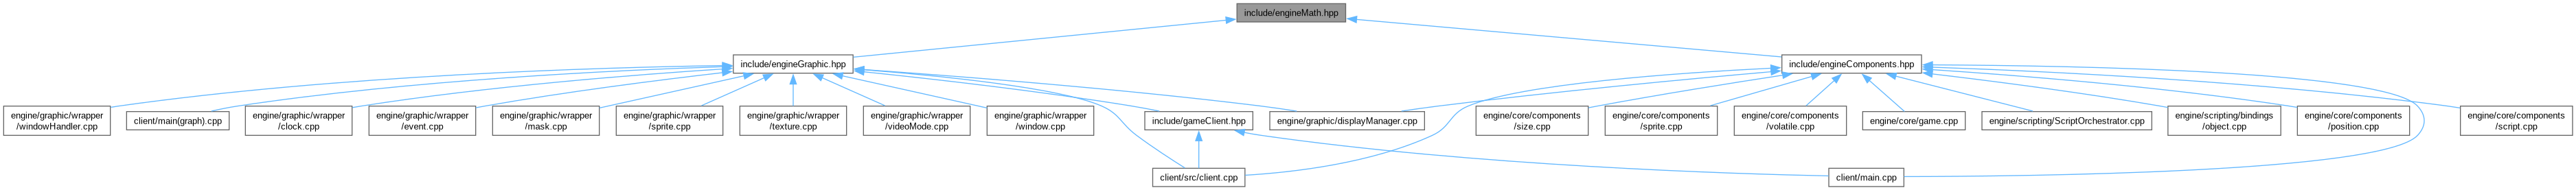 include/engineMath.hpp
include/engineGraphic.hpp
include/engineComponents.hpp
engine/graphic/wrapper
/windowHandler.cpp
client/main(graph).cpp
engine/graphic/wrapper
/clock.cpp
engine/graphic/wrapper
/event.cpp
engine/graphic/wrapper
/mask.cpp
engine/graphic/wrapper
/sprite.cpp
engine/graphic/wrapper
/texture.cpp
engine/graphic/wrapper
/videoMode.cpp
engine/graphic/wrapper
/window.cpp
include/gameClient.hpp
engine/graphic/displayManager.cpp
engine/core/components
/size.cpp
engine/core/components
/sprite.cpp
engine/core/components
/volatile.cpp
engine/core/game.cpp
engine/scripting/ScriptOrchestrator.cpp
engine/scripting/bindings
/object.cpp
engine/core/components
/position.cpp
engine/core/components
/script.cpp
client/src/client.cpp
client/main.cpp